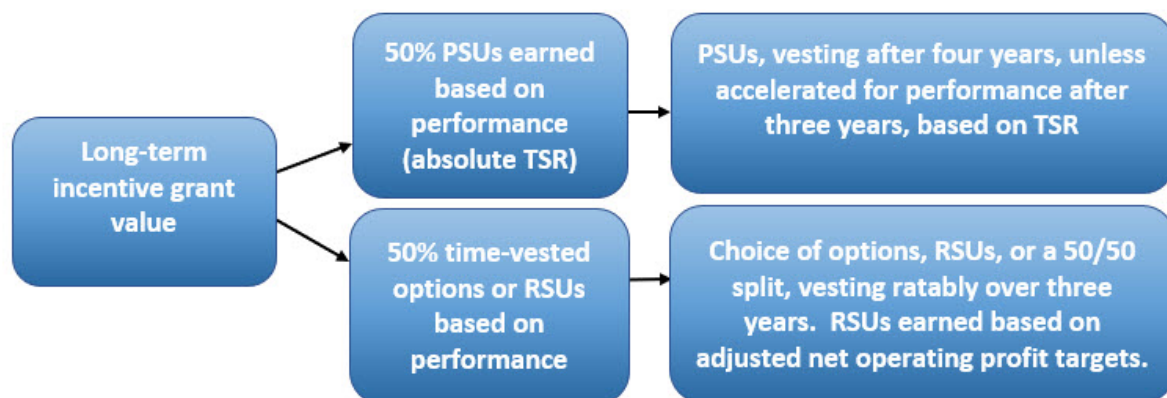 Long-term
incentive grant
value
50% PSUs earned
based on
performance
(absolute TSR)
PSUs, vesting after four years, unless
accelerated for performance after
three years, based on TSR
50% time-vested
options or RSUs
based on
performance
Choice of options, RSUs, or a 50/50
split, vesting ratably over three
years.  RSUs earned based on
adjusted net operating profit targets.